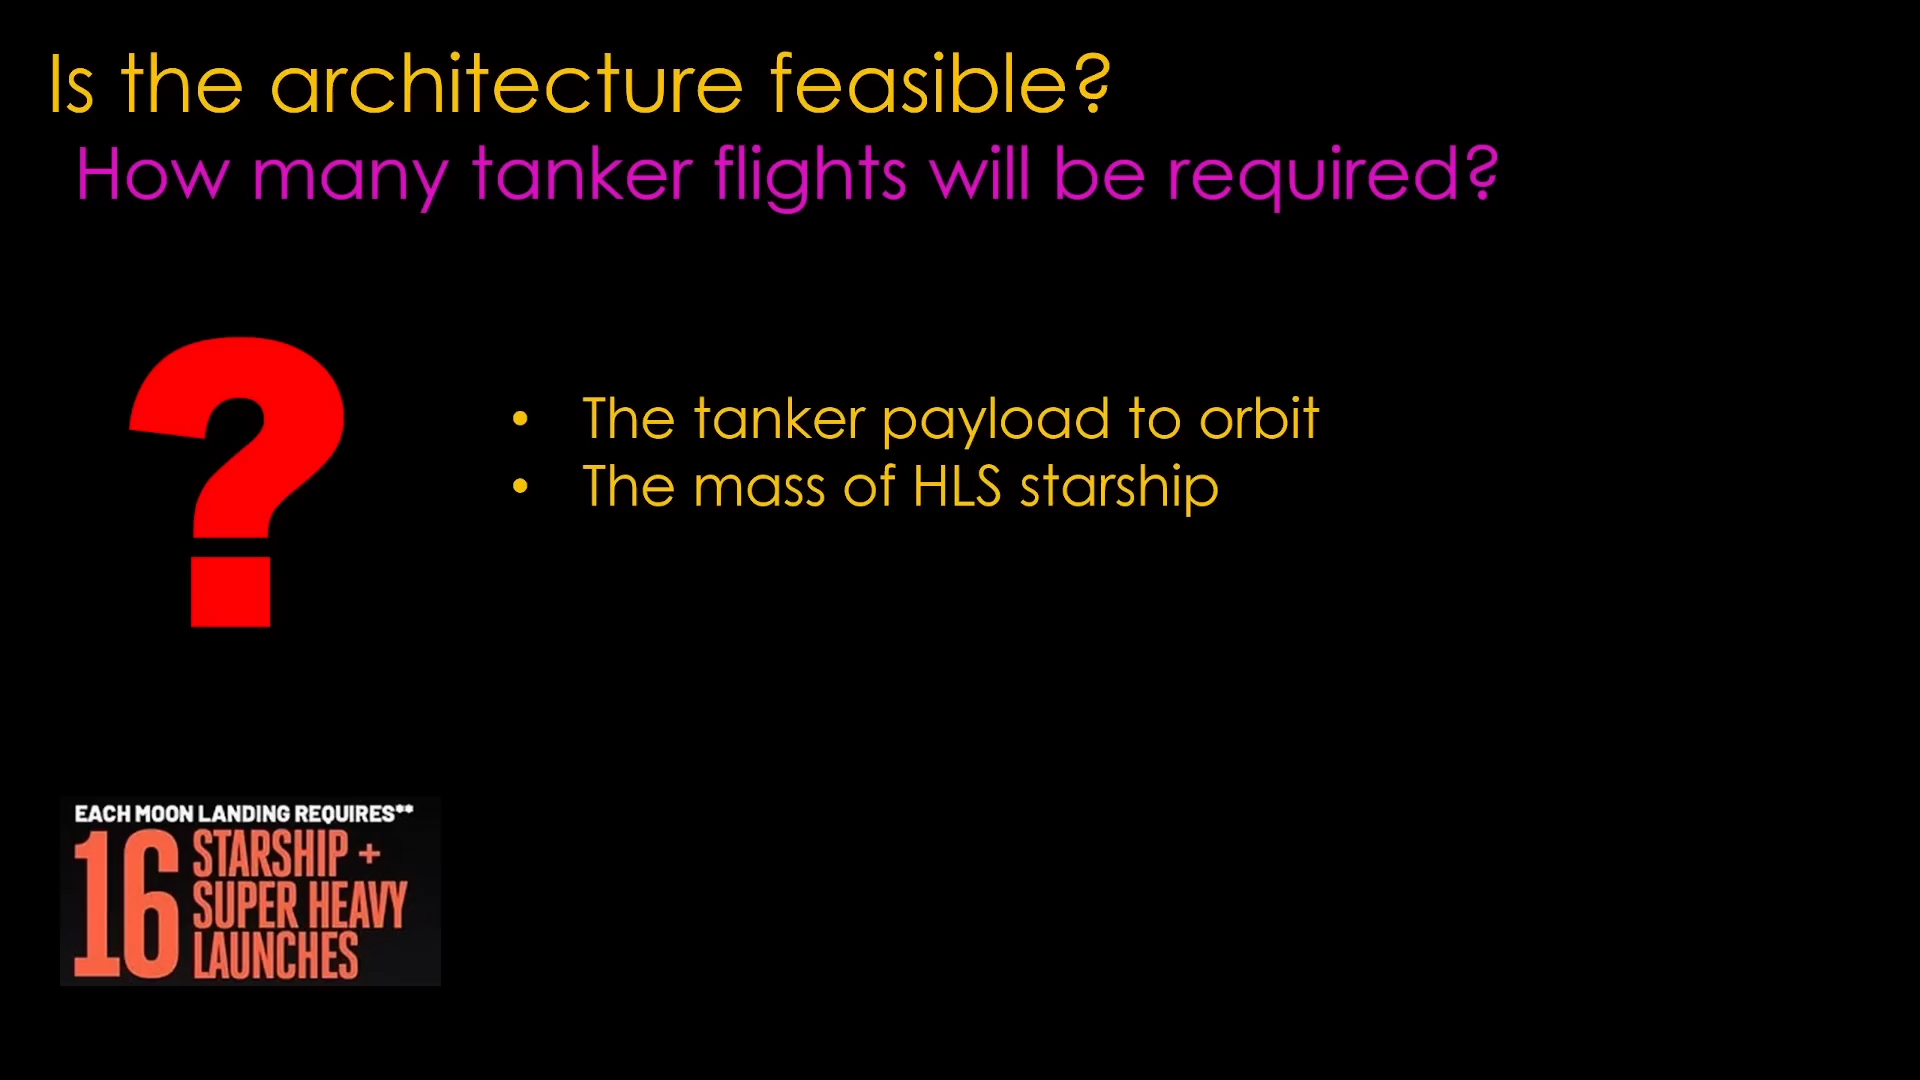 Is the architecture feasible?
How many tanker flights will be required?
• The tanker payload to orbit
• The mass of HLS starship
EACH MOON LANDING REQUIRES**
16 STARSHIP +
SUPER HEAVY
LAUNCHES